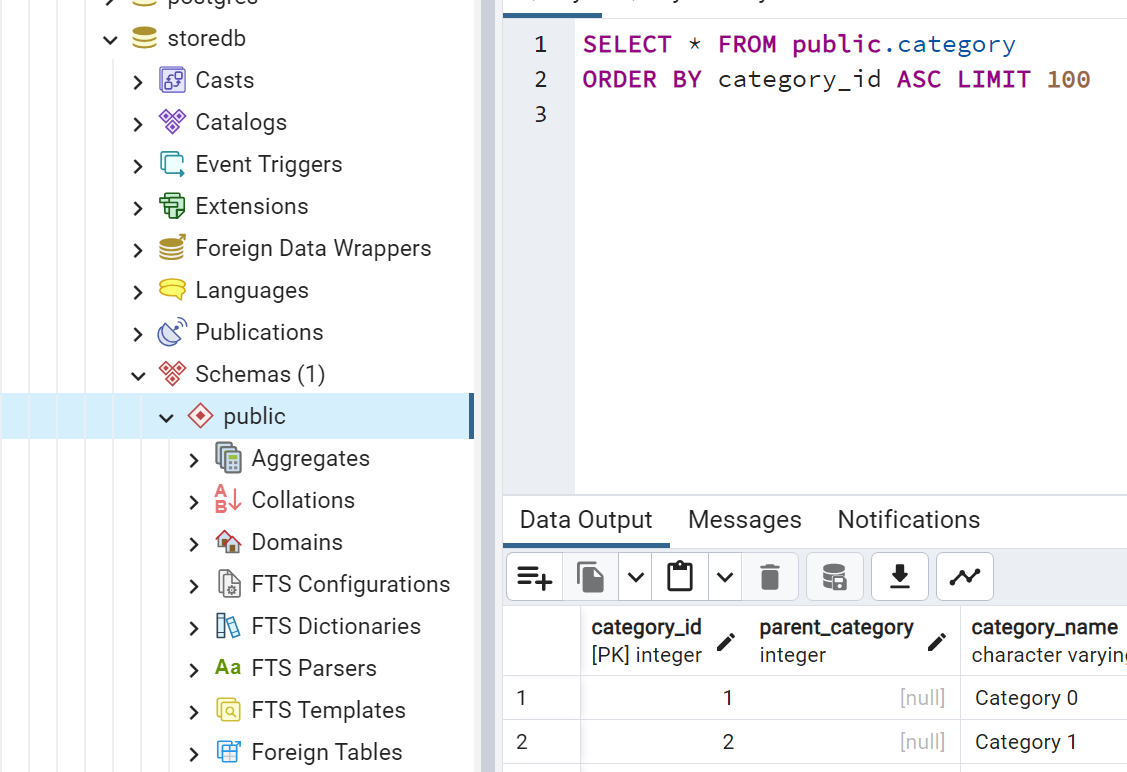 postgres
storedb
Casts
Catalogs
Event Triggers
Extensions
Foreign Data Wrappers
Languages
Publications
Schemas (1)
public
Aggregates
Collations
Domains
FTS Configurations
FTS Dictionaries
Aa FTS Parsers
FTS Templates
Foreign Tables
1 SELECT * FROM public.category
2 ORDER BY category_id ASC LIMIT 100
3
Data Output Messages Notifications
category_id parent_category category_name
[PK] integer integer character varying
1 1 [null] Category 0
2 2 [null] Category 1